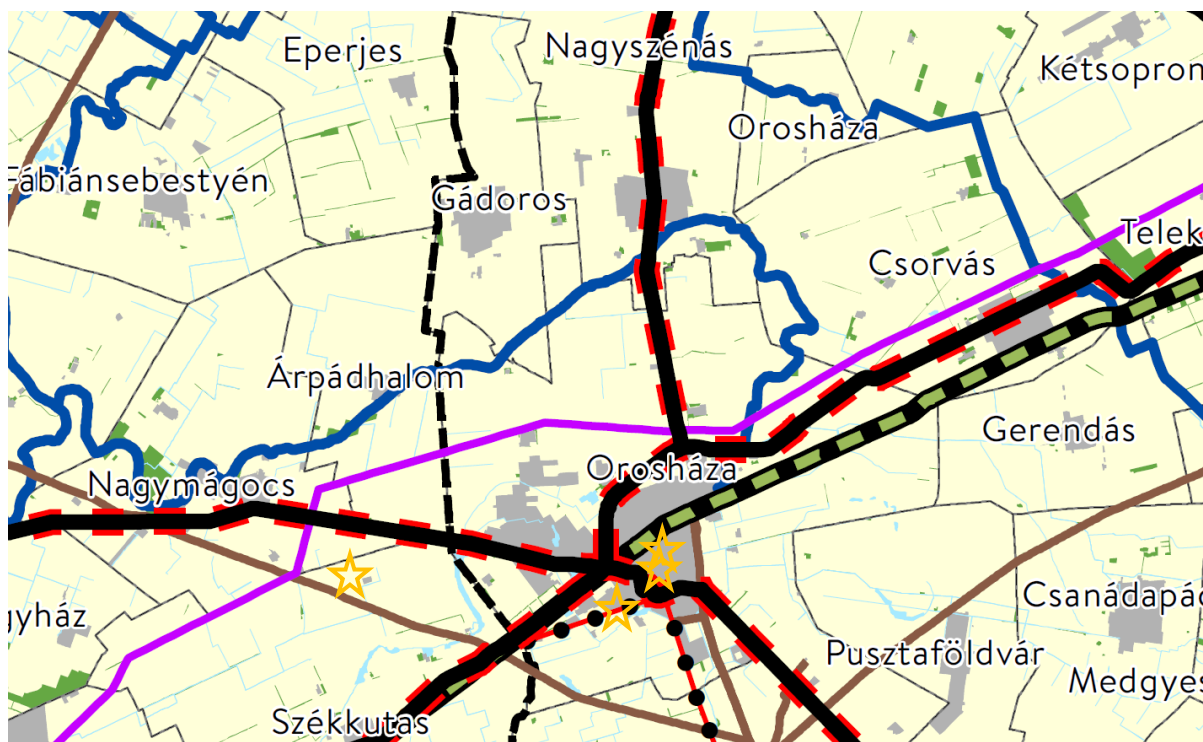 Eperjes
Nagyszénás
Kétsopron
Orosháza
Fábiánsebestyén
Gádoros
Telek
Csorvás
Árpádhalom
Gerendás
Orosháza
Nagymágocs
Csanádapác
gyház
Pusztaföldvár
Medgyes
Székkutas